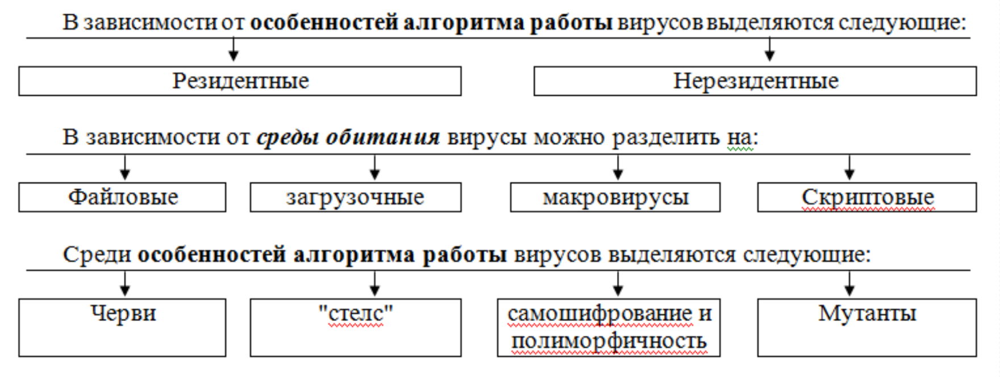 В зависимости от особенностей алгоритма работы вирусов выделяются следующие:
Резидентные
Нерезидентные
В зависимости от среды обитания вирусы можно разделить на:
Файловые
загрузочные
макровирусы
Скриптовые
Среди особенностей алгоритма работы вирусов выделяются следующие:
Черви
"стелс"
самошифрование и
полиморфичность
Мутанты